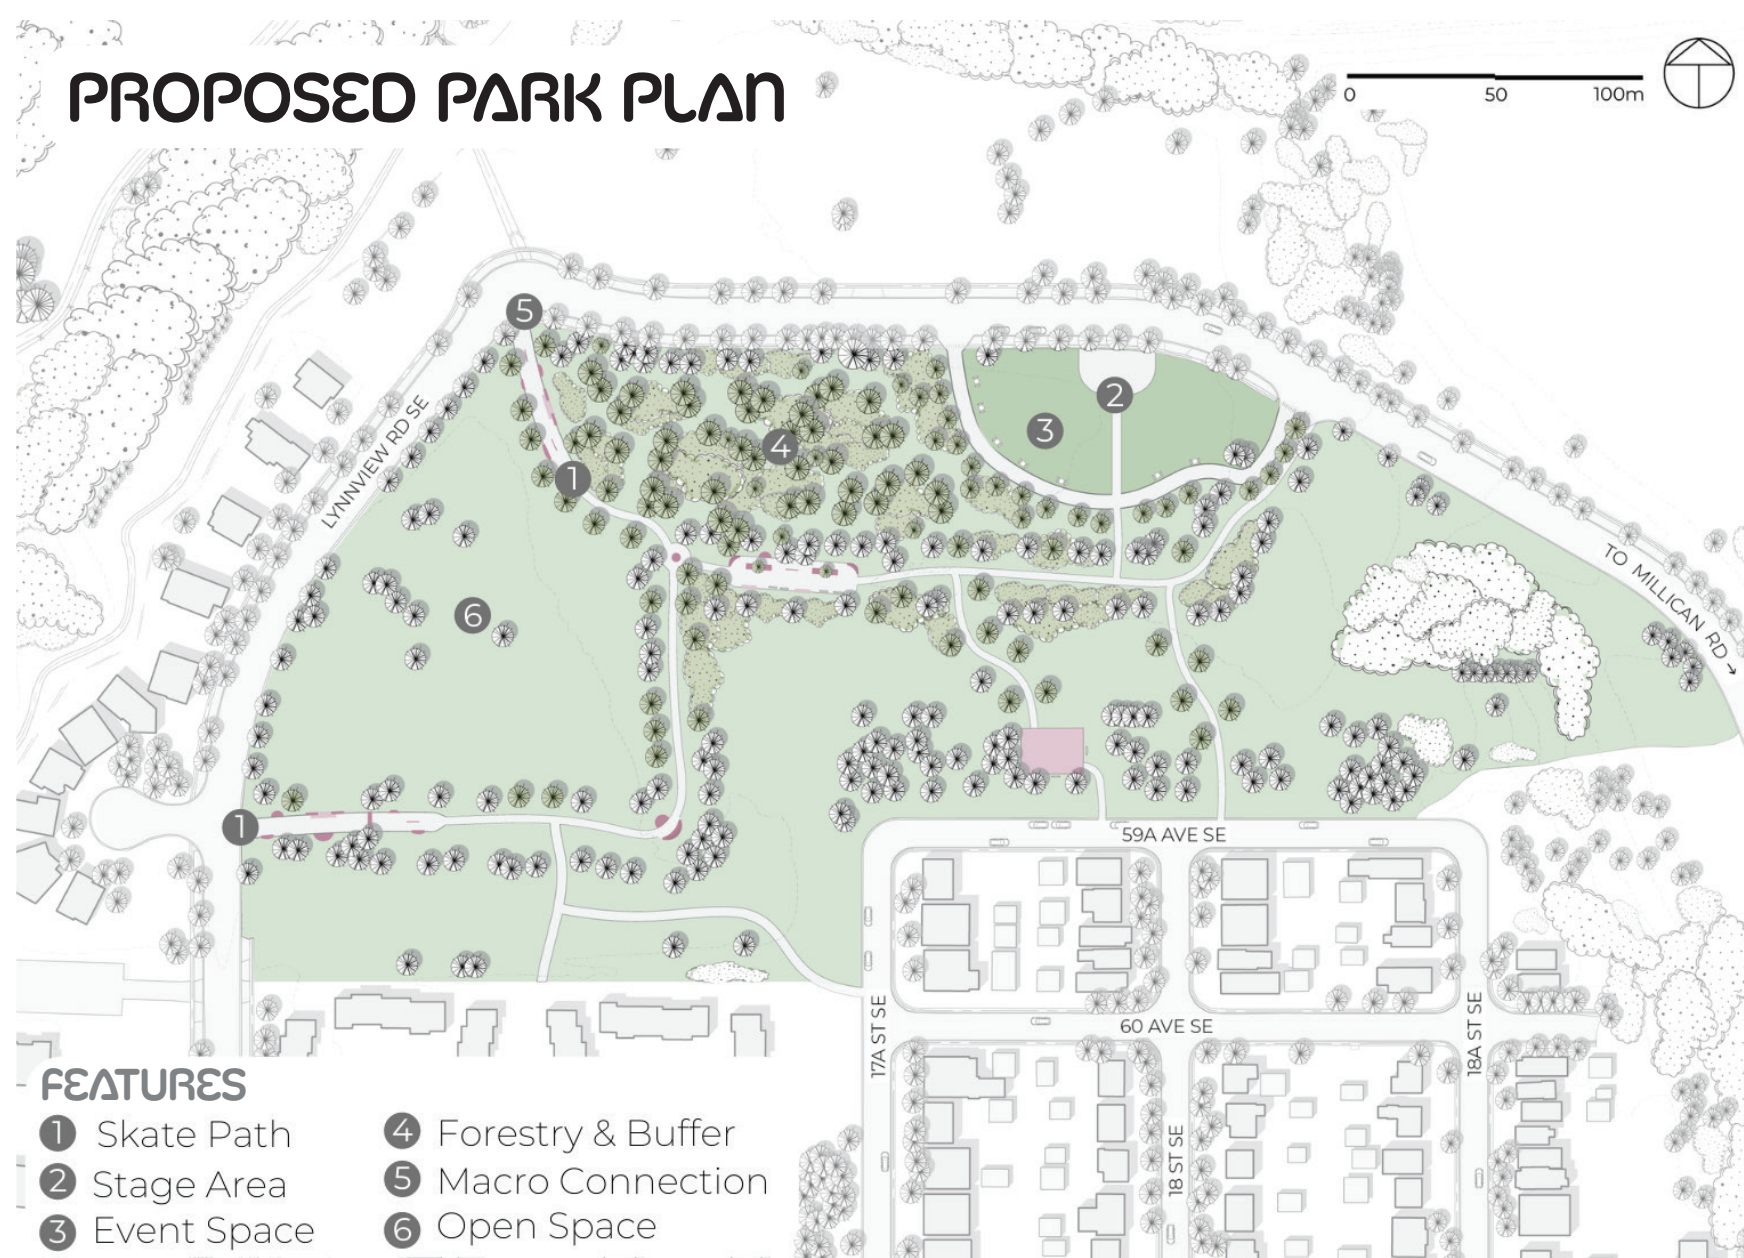 PROPOSED PARK PLAN
0 50 100m
5
2
3
4
1
LYNNVIEW RD SE
TO MILLICAN RD →
6
1
59A AVE SE
60 AVE SE
17A ST SE
18A ST SE
18 ST SE
FEATURES
1 Skate Path
2 Stage Area
3 Event Space
4 Forestry & Buffer
5 Macro Connection
6 Open Space